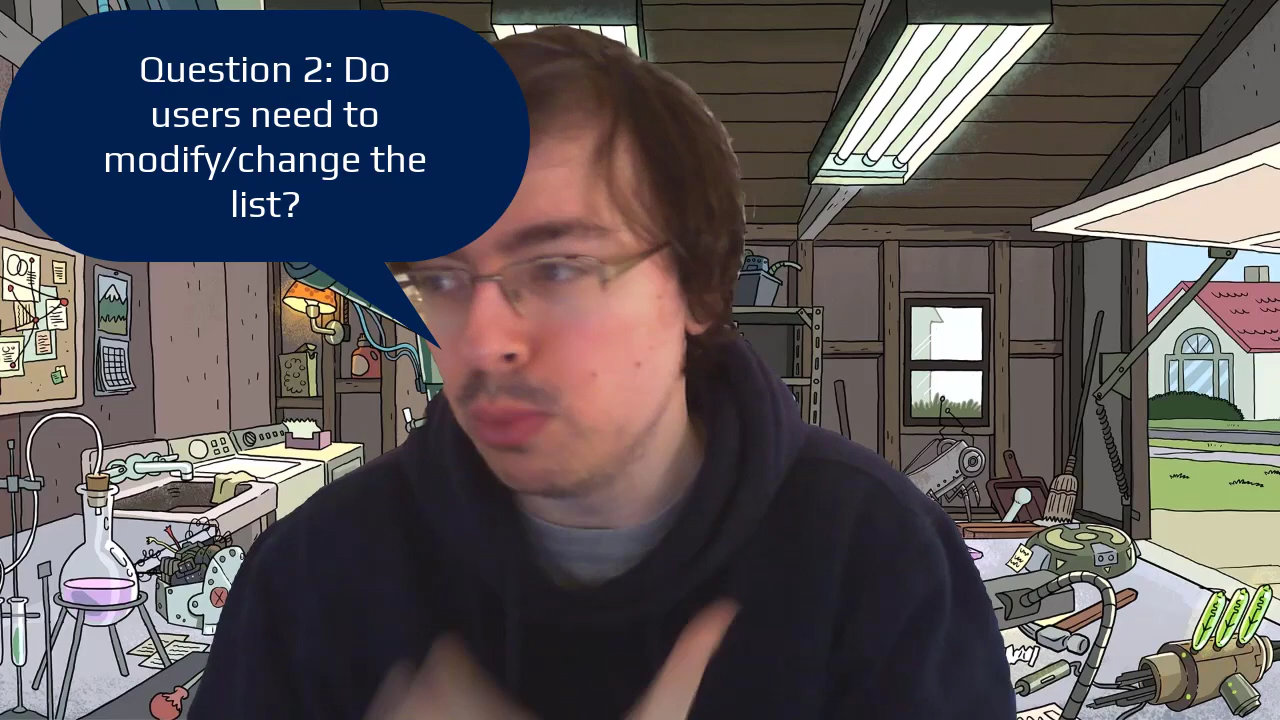 Question 2: Do
users need to
modify/change the
list?